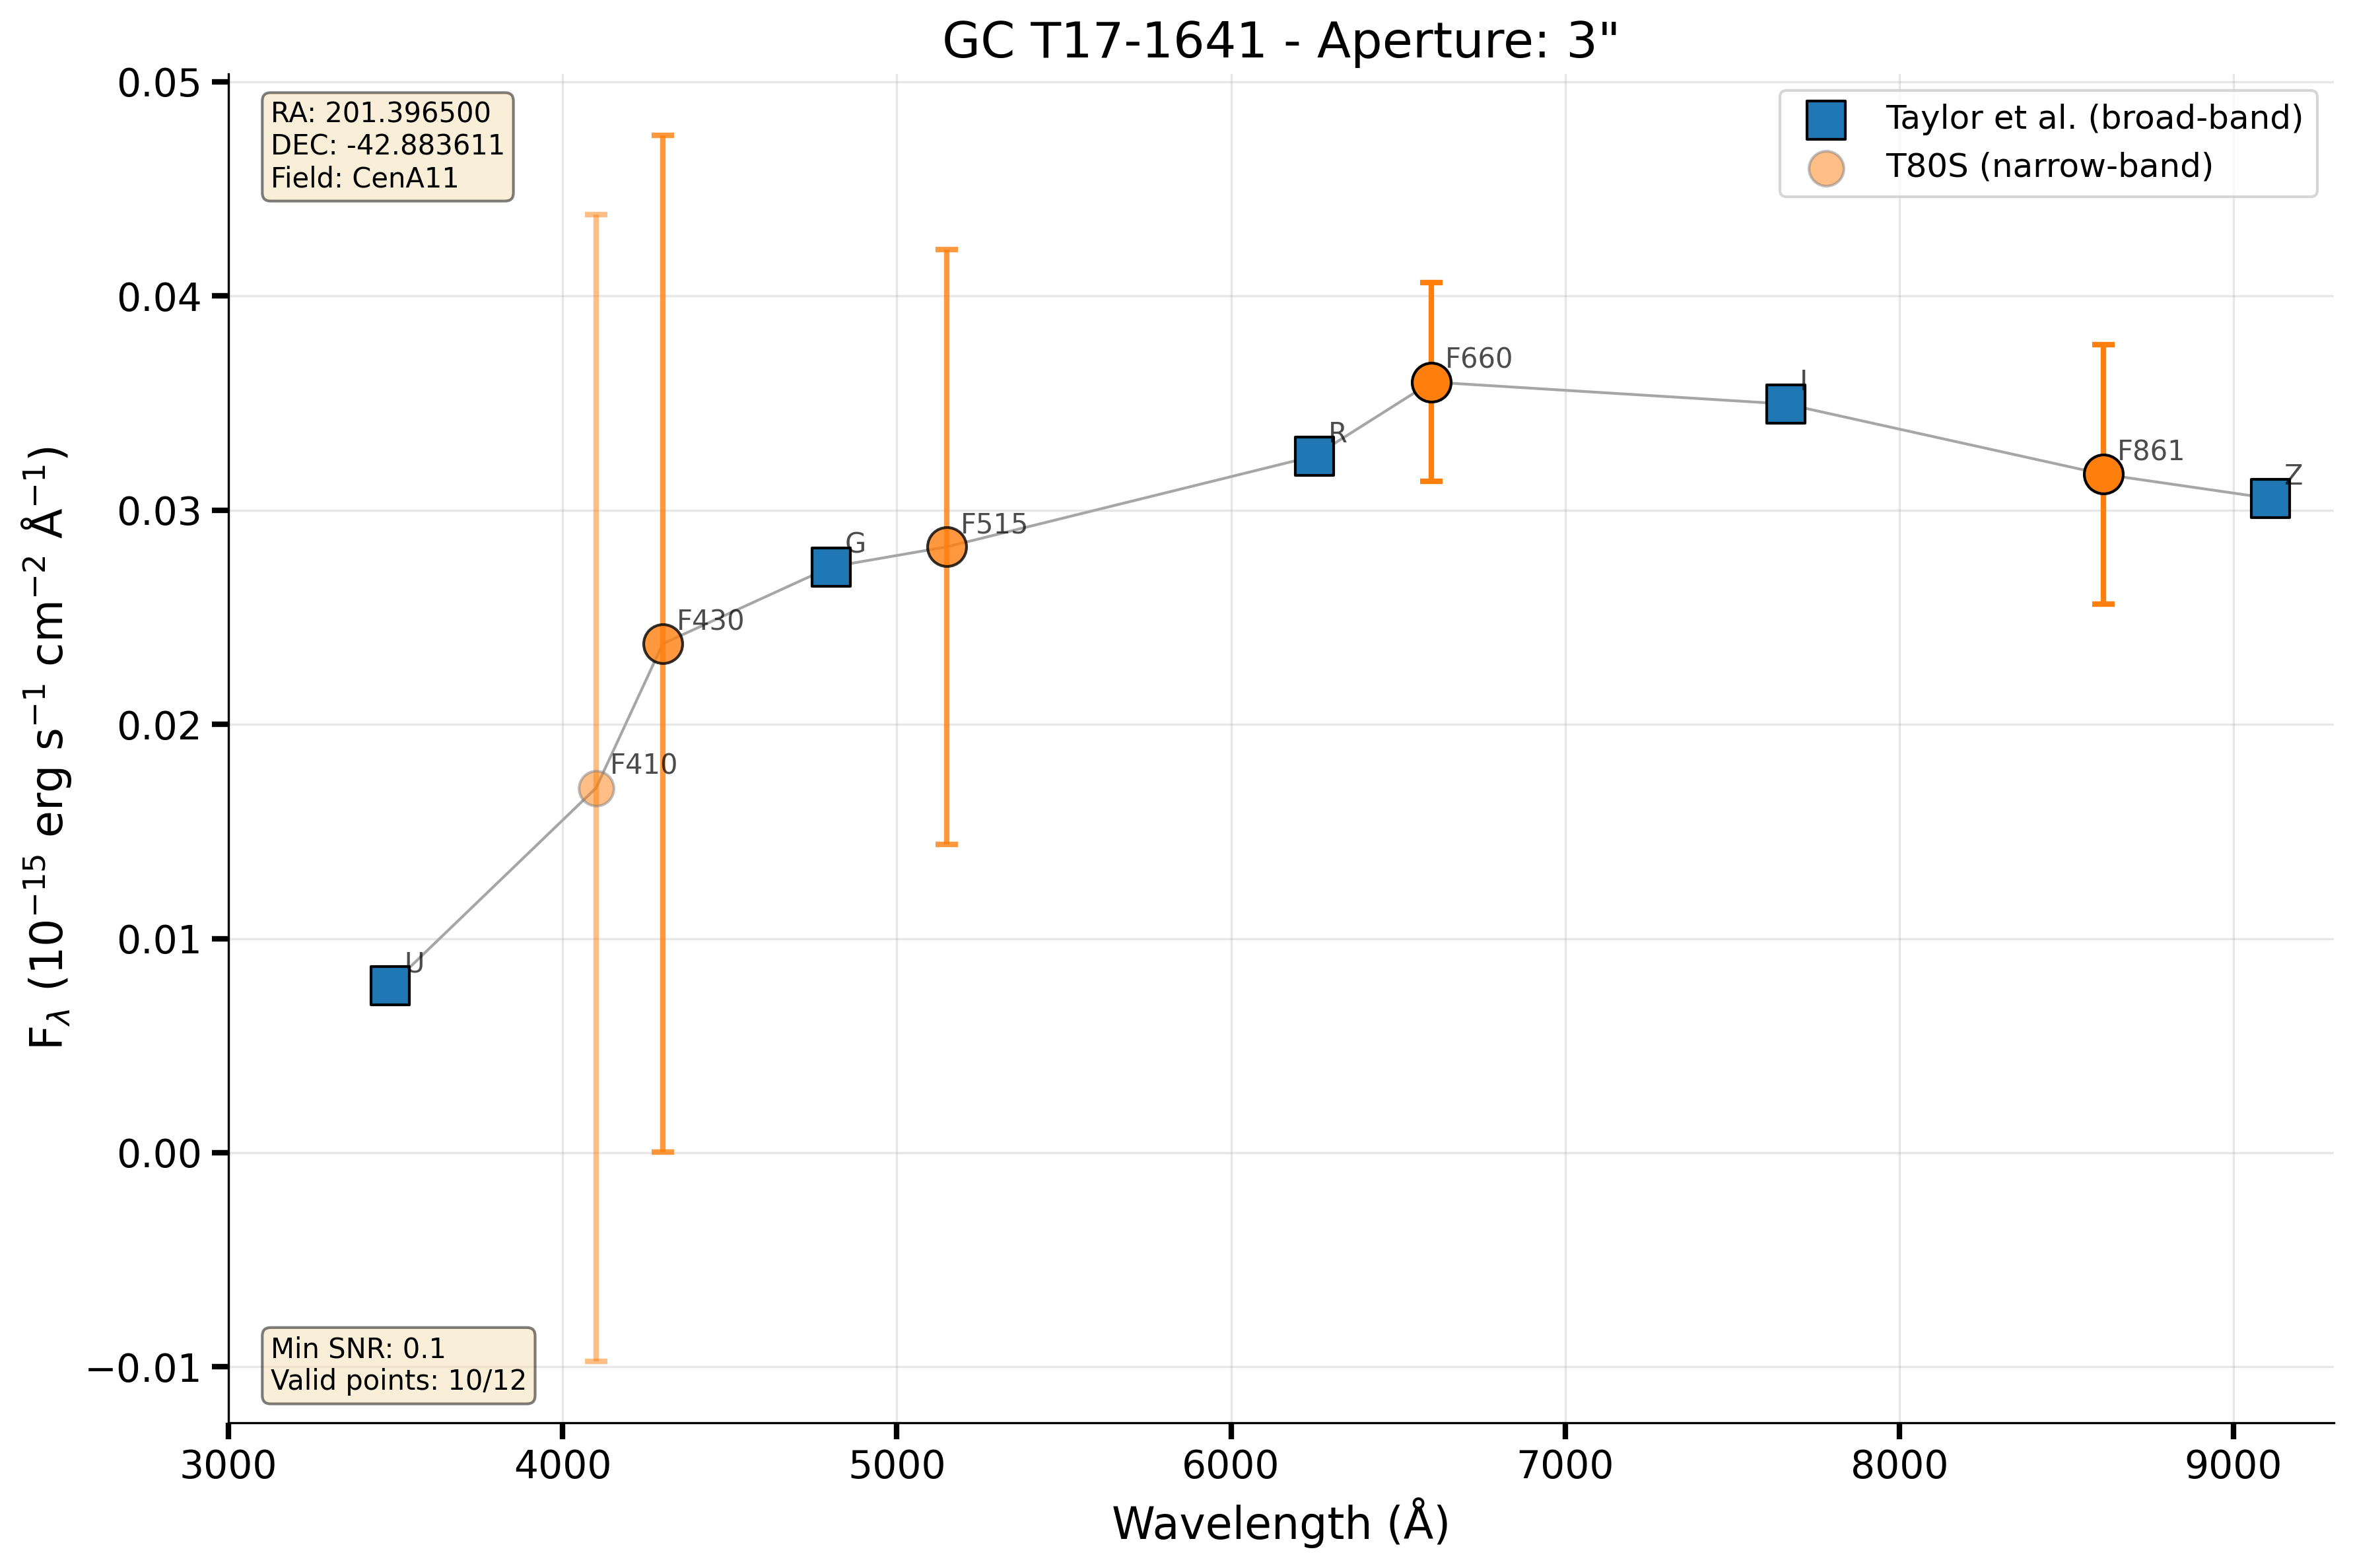 GC T17-1641 - Aperture: 3"
RA: 201.396500
DEC: -42.883611
Field: CenA11
Taylor et al. (broad-band)
T80S (narrow-band)
0.05
0.04
0.03
0.02
0.01
0.00
−0.01
F660
I
R
F861
Z
F515
G
F430
F410
U
Min SNR: 0.1
Valid points: 10/12
3000 4000 5000 6000 7000 8000 9000
Wavelength (Å)
Fλ (10⁻¹⁵ erg s⁻¹ cm⁻² Å⁻¹)